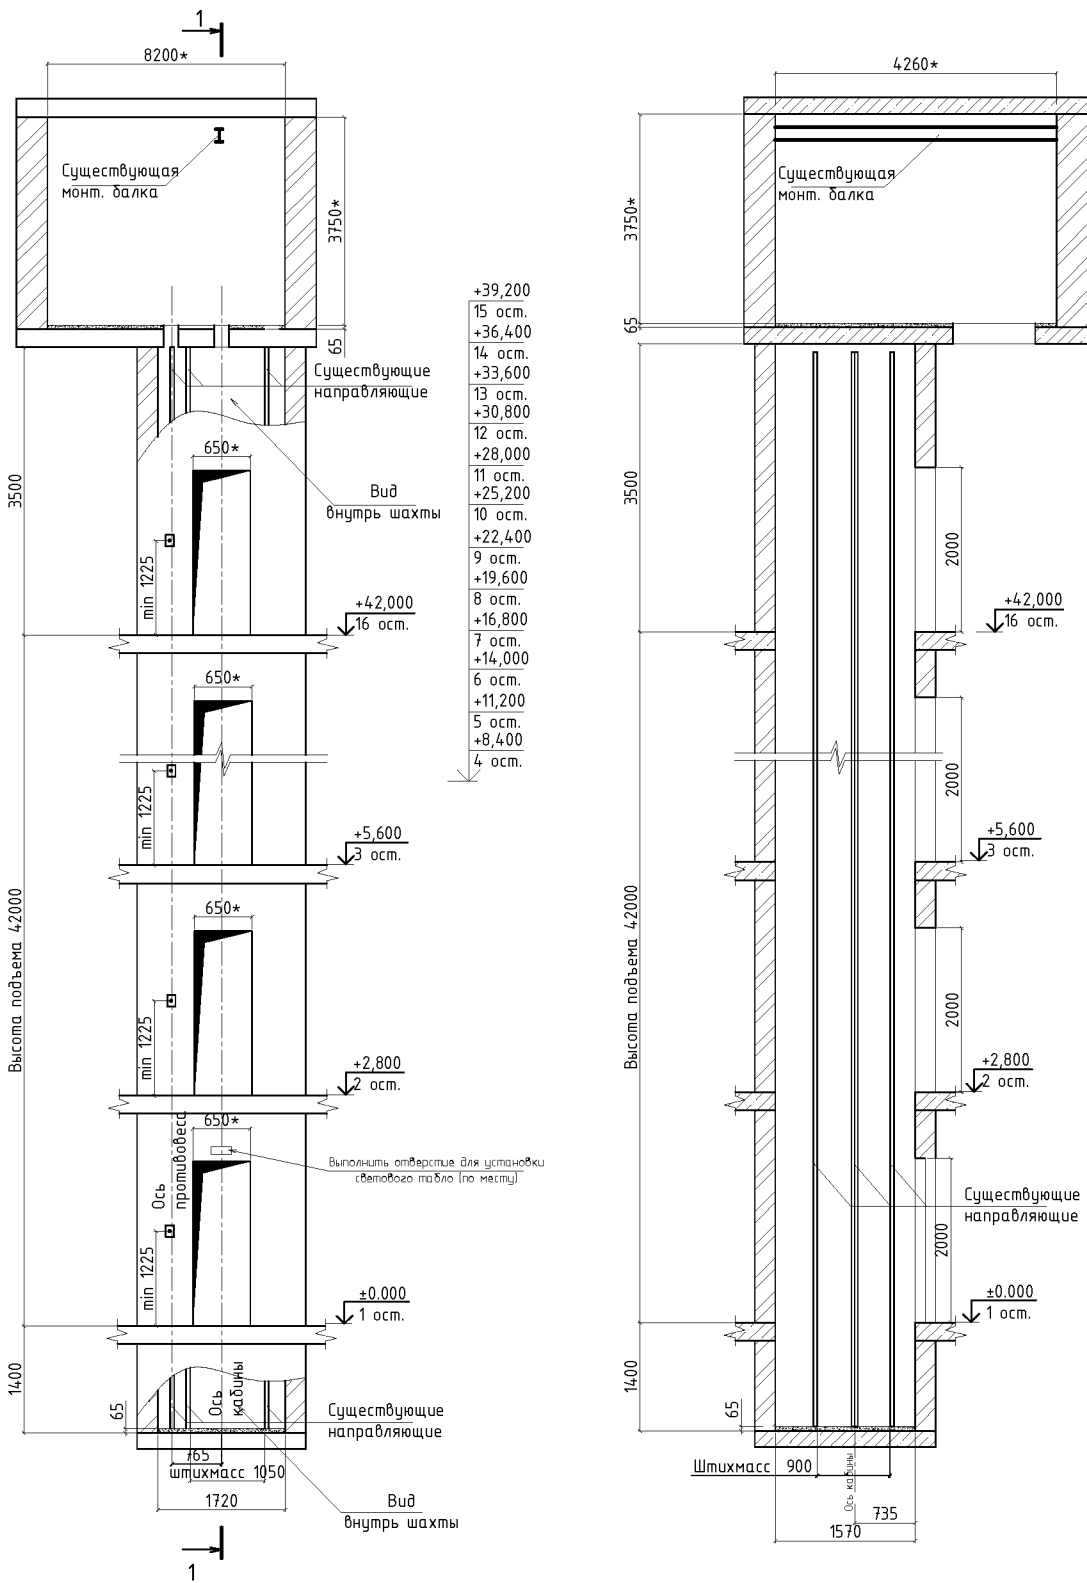 1
8200*
Существующая
монт. балка
3750*
65
Существующие
направляющие
3500
650*
Вид
внутрь шахты
min 1225
+42,000
16 ост.
+39,200
15 ост.
+36,400
14 ост.
+33,600
13 ост.
+30,800
12 ост.
+28,000
11 ост.
+25,200
10 ост.
+22,400
9 ост.
+19,600
8 ост.
+16,800
7 ост.
+14,000
6 ост.
+11,200
5 ост.
+8,400
4 ост.
650*
min 1225
+5,600
3 ост.
Высота подъема 42000
650*
min 1225
+2,800
2 ост.
650*
Ось
противовеса
Выполнить отверстие для установки
светового табло (по месту)
min 1225
±0.000
1 ост.
1400
65
Ось
кабины
Существующие
направляющие
765
штихмасс 1050
1720
Вид
внутрь шахты
1
4260*
Существующая
монт. балка
3750*
65
3500
2000
+42,000
16 ост.
2000
+5,600
3 ост.
Высота подъема 42000
2000
+2,800
2 ост.
Существующие
направляющие
2000
±0.000
1 ост.
1400
65
Штихмасс 900
Ось кабины
735
1570